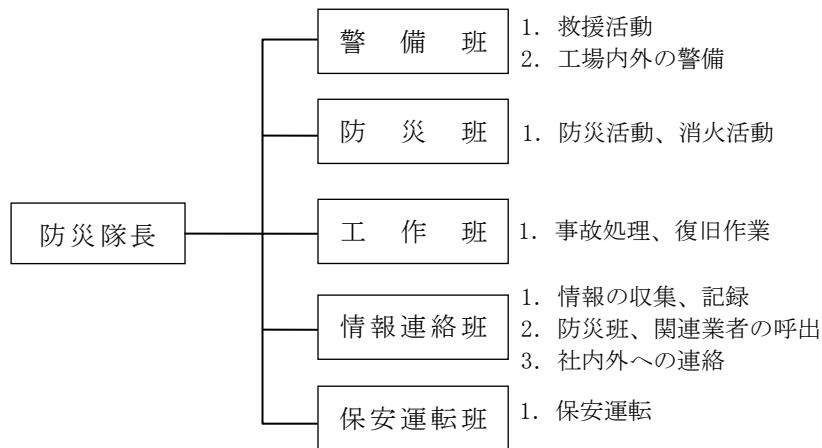 警備班
1. 救援活動
2. 工場内外の警備
防災班
1. 防災活動、消火活動
防災隊長
工作班
1. 事故処理、復旧作業
情報連絡班
1. 情報の収集、記録
2. 防災班、関連業者の呼出
3. 社内外への連絡
保安運転班
1. 保安運転